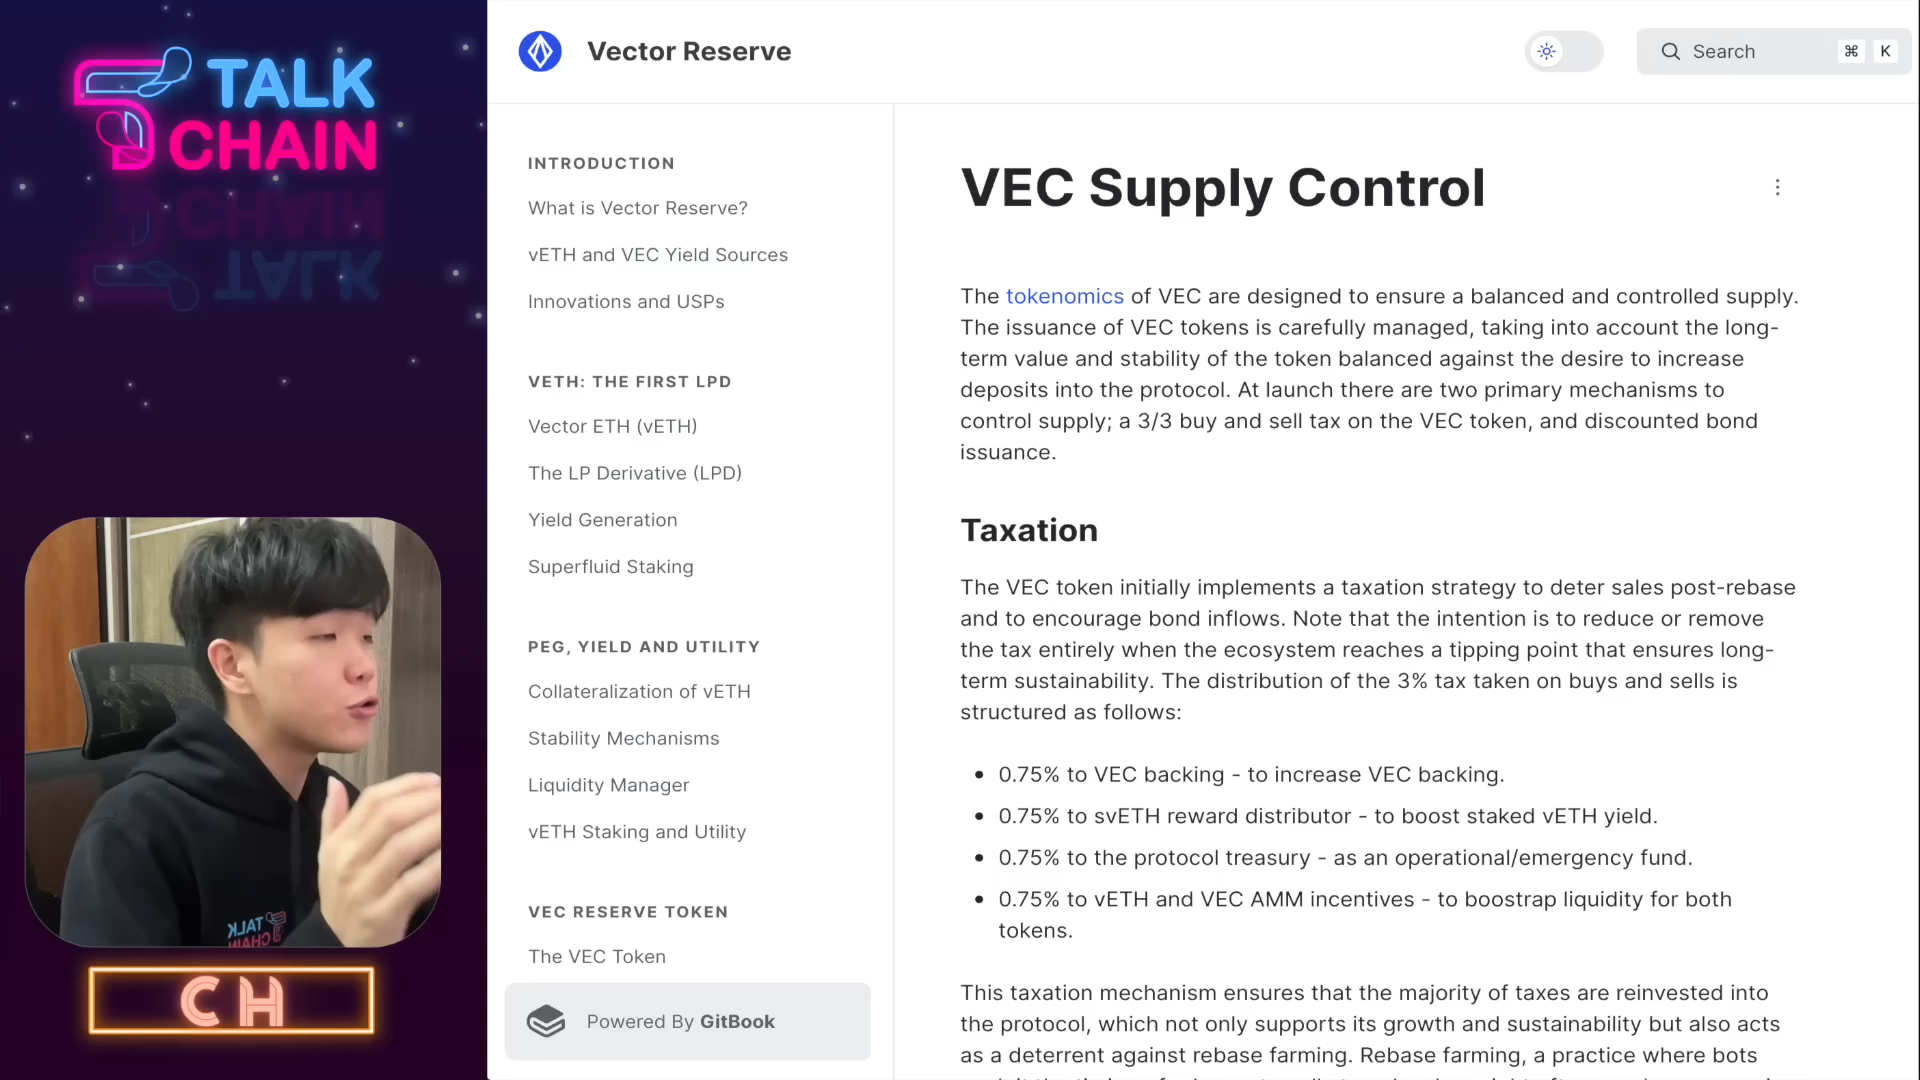 TALK
CHAIN
CH
Vector Reserve
Search
⌘ K
INTRODUCTION
What is Vector Reserve?
vETH and VEC Yield Sources
Innovations and USPs
VETH: THE FIRST LPD
Vector ETH (vETH)
The LP Derivative (LPD)
Yield Generation
Superfluid Staking
PEG, YIELD AND UTILITY
Collateralization of vETH
Stability Mechanisms
Liquidity Manager
vETH Staking and Utility
VEC RESERVE TOKEN
The VEC Token
Powered By GitBook
VEC Supply Control
The tokenomics of VEC are designed to ensure a balanced and controlled supply.
The issuance of VEC tokens is carefully managed, taking into account the long-
term value and stability of the token balanced against the desire to increase
deposits into the protocol. At launch there are two primary mechanisms to
control supply; a 3/3 buy and sell tax on the VEC token, and discounted bond
issuance.
Taxation
The VEC token initially implements a taxation strategy to deter sales post-rebase
and to encourage bond inflows. Note that the intention is to reduce or remove
the tax entirely when the ecosystem reaches a tipping point that ensures long-
term sustainability. The distribution of the 3% tax taken on buys and sells is
structured as follows:
• 0.75% to VEC backing - to increase VEC backing.
• 0.75% to svETH reward distributor - to boost staked vETH yield.
• 0.75% to the protocol treasury - as an operational/emergency fund.
• 0.75% to vETH and VEC AMM incentives - to boostrap liquidity for both
tokens.
This taxation mechanism ensures that the majority of taxes are reinvested into
the protocol, which not only supports its growth and sustainability but also acts
as a deterrent against rebase farming. Rebase farming, a practice where bots